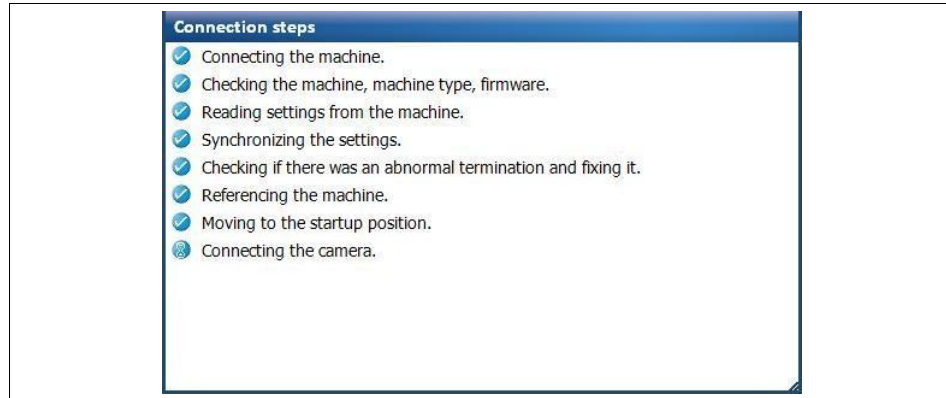 Connection steps
Connecting the machine.
Checking the machine, machine type, firmware.
Reading settings from the machine.
Synchronizing the settings.
Checking if there was an abnormal termination and fixing it.
Referencing the machine.
Moving to the startup position.
Connecting the camera.